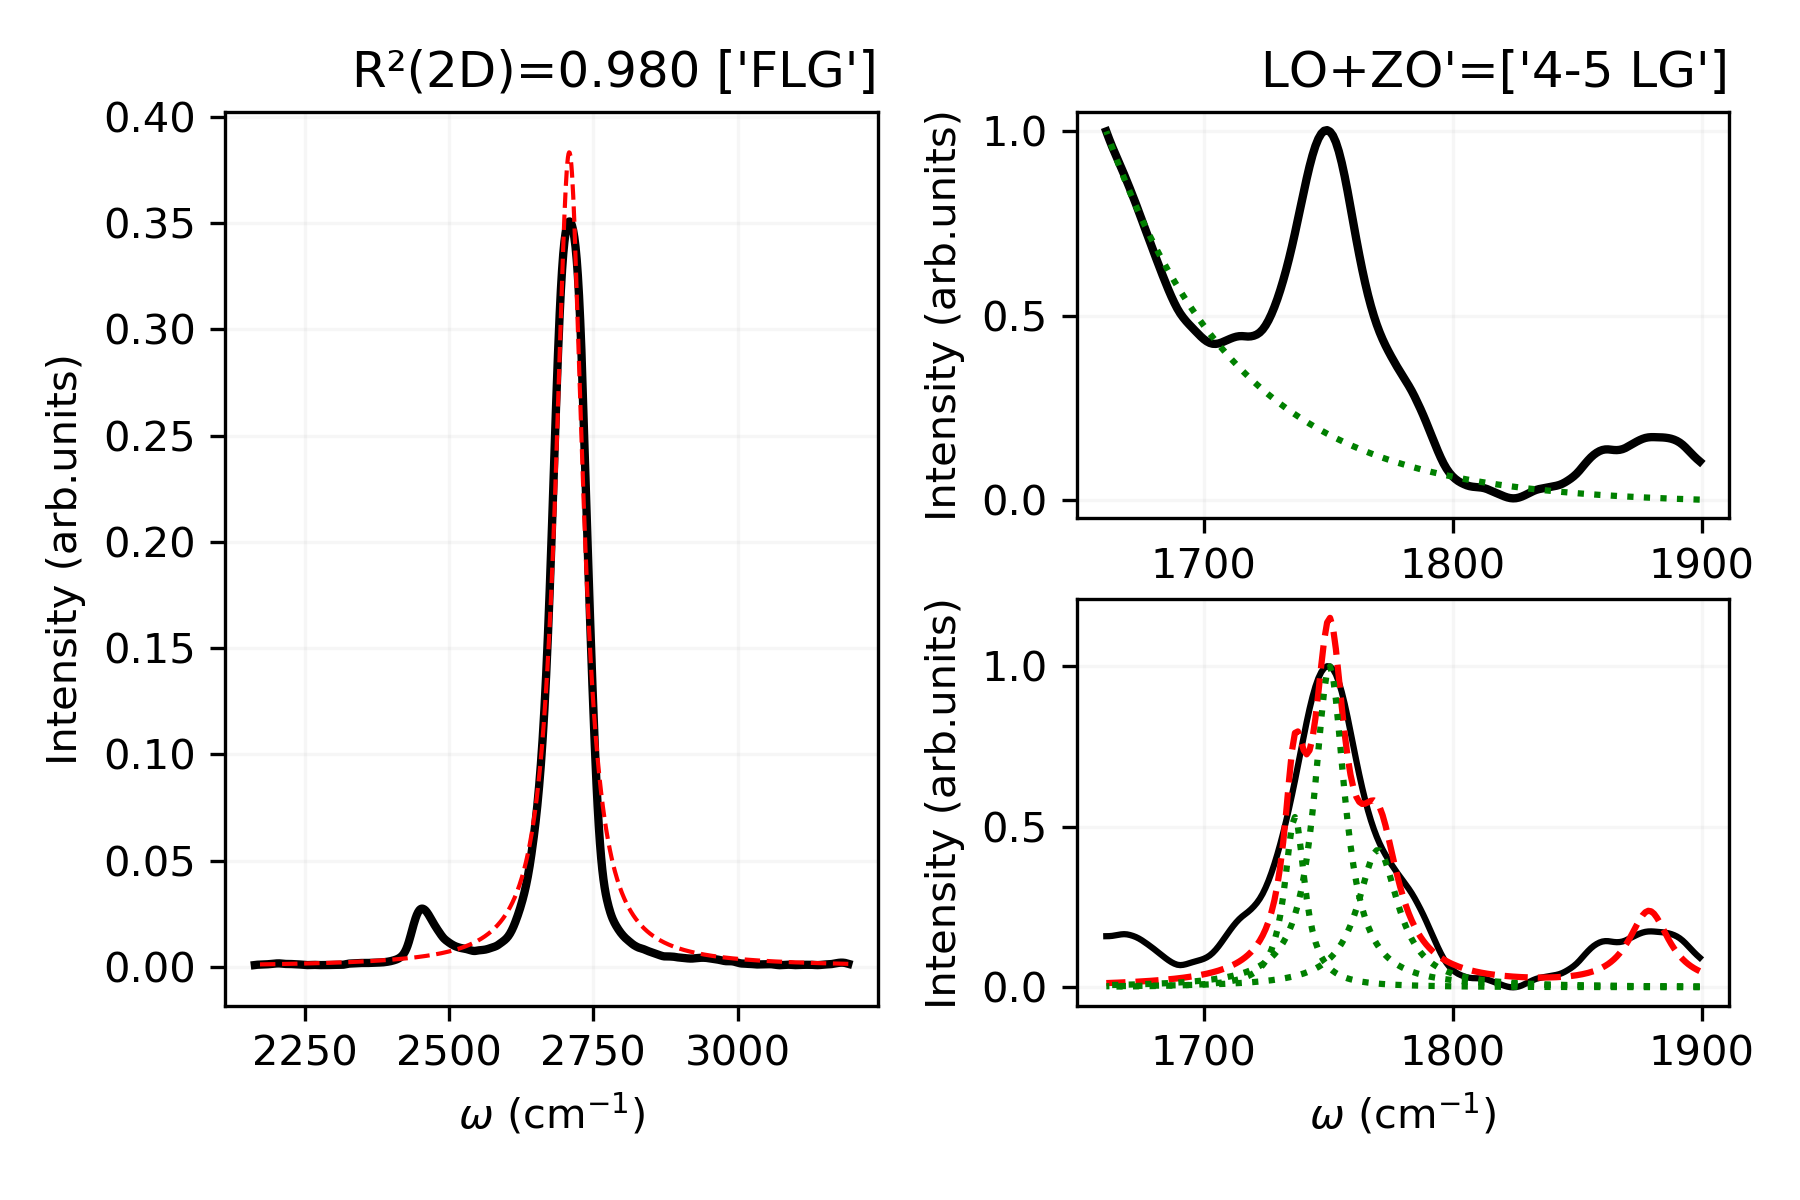 R²(2D)=0.980 ['FLG']
Intensity (arb.units)
0.40
0.35
0.30
0.25
0.20
0.15
0.10
0.05
0.00
2250 2500 2750 3000
ω (cm⁻¹)
LO+ZO'=['4-5 LG']
Intensity (arb.units)
1.0
0.5
0.0
1700 1800 1900
Intensity (arb.units)
1.0
0.5
0.0
1700 1800 1900
ω (cm⁻¹)